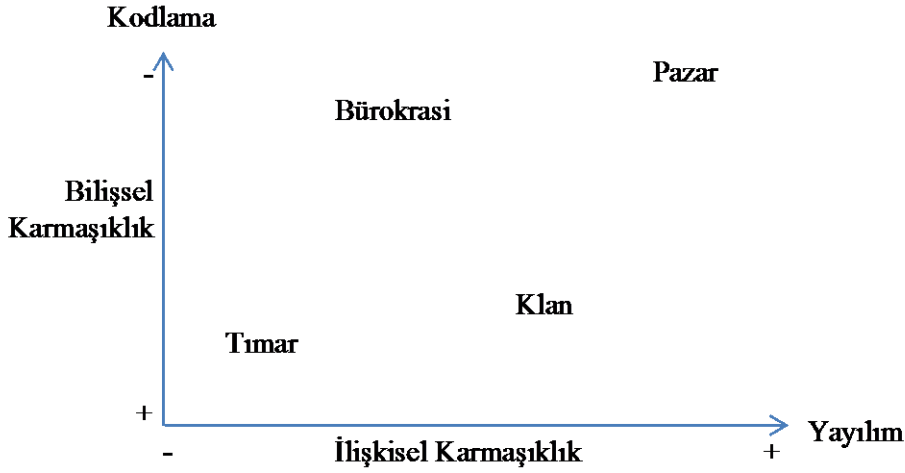 Kodlama
-
Pazar
Bürokrasi
Bilişsel
Karmaşıklık
Klan
Tımar
+
Yayılım
-
İlişkisel Karmaşıklık
+